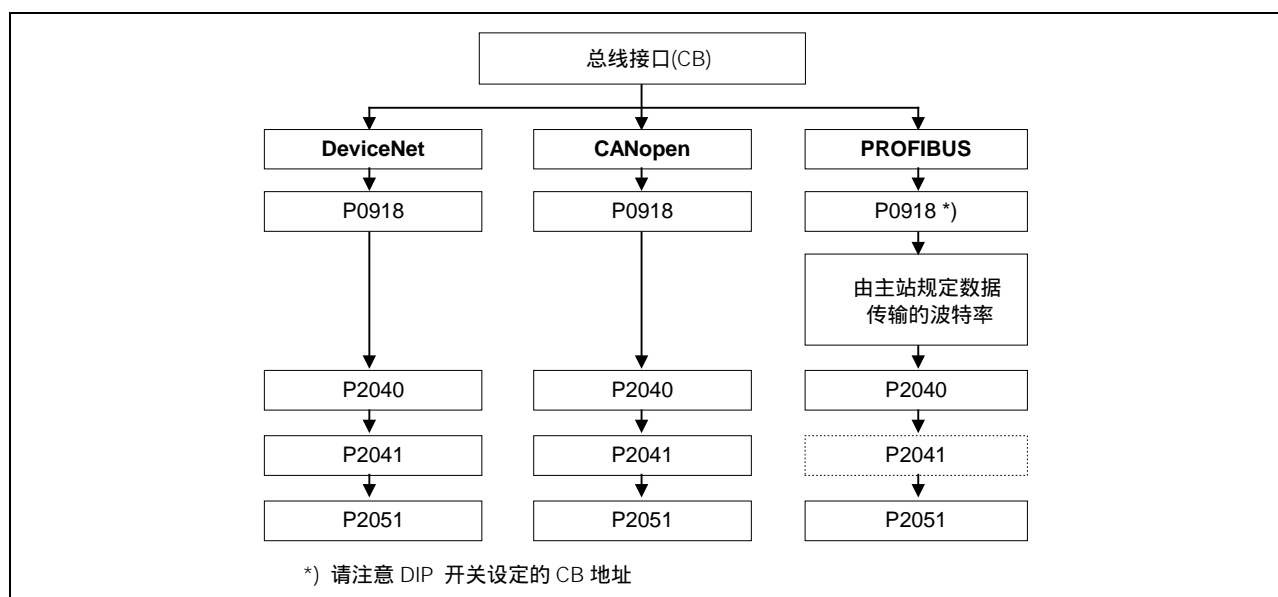 总线接口(CB)
DeviceNet
CANopen
PROFIBUS
P0918
P0918
P0918 *)
由主站规定数据
传输的波特率
P2040
P2040
P2040
P2041
P2041
P2041
P2051
P2051
P2051
*) 请注意 DIP 开关设定的 CB 地址